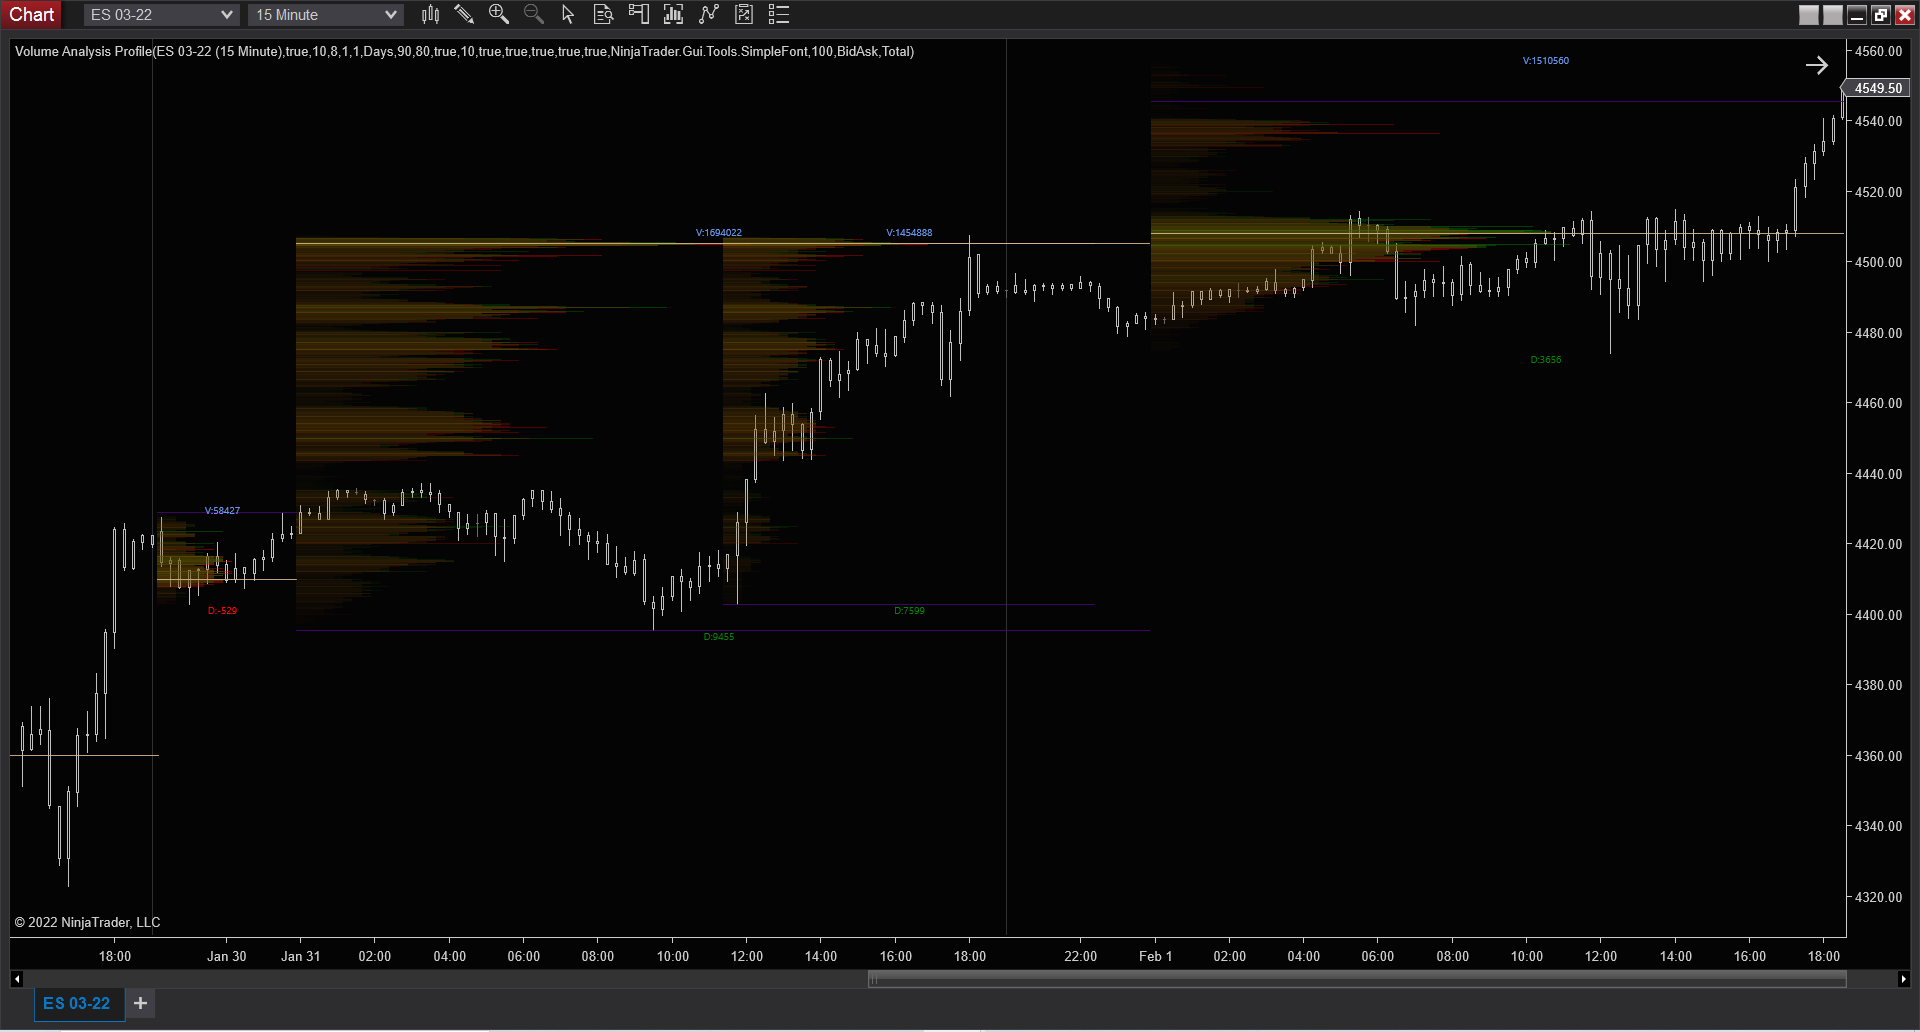 Chart ES 03-22 15 Minute
Volume Analysis Profile(ES 03-22 (15 Minute),true,10,8,1,1,Days,90,80,true,10,true,true,true,true,true,NinjaTrader.Gui.Tools.SimpleFont,100,BidAsk,Total)
4560.00
V:1510560
4549.50
4540.00
4520.00
V:1694022 V:1454888
4500.00
4480.00
D:3656
4460.00
4440.00
V:58427
4420.00
D:-529 D:7599
4400.00
D:9455
4380.00
4360.00
4340.00
4320.00
© 2022 NinjaTrader, LLC
18:00 Jan 30 Jan 31 02:00 04:00 06:00 08:00 10:00 12:00 14:00 16:00 18:00 22:00 Feb 1 02:00 04:00 06:00 08:00 10:00 12:00 14:00 16:00 18:00
ES 03-22 +